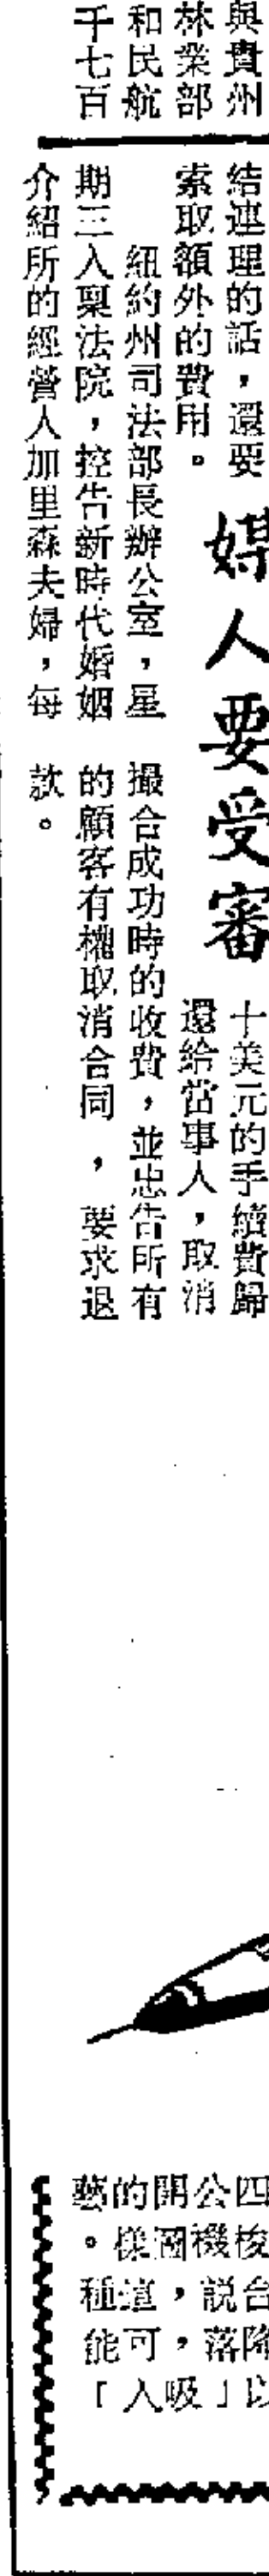 與貴州
林業部
和民航
千七百
結連理的話，還要
索取額外的費用。
紐約州司法部長辦公室，星
期三入稟法院，控告新時代婚姻
介紹所的經營人加里森夫婦，每
媒人要受審
十美元的手續費歸
還給當事人，取消
撮合成功時的收費，並忠告所有
的顧客有權取消合同，要求退
款。
四公開的藝
梭機國樣。
台說，這種
降落，可能
以「吸入」